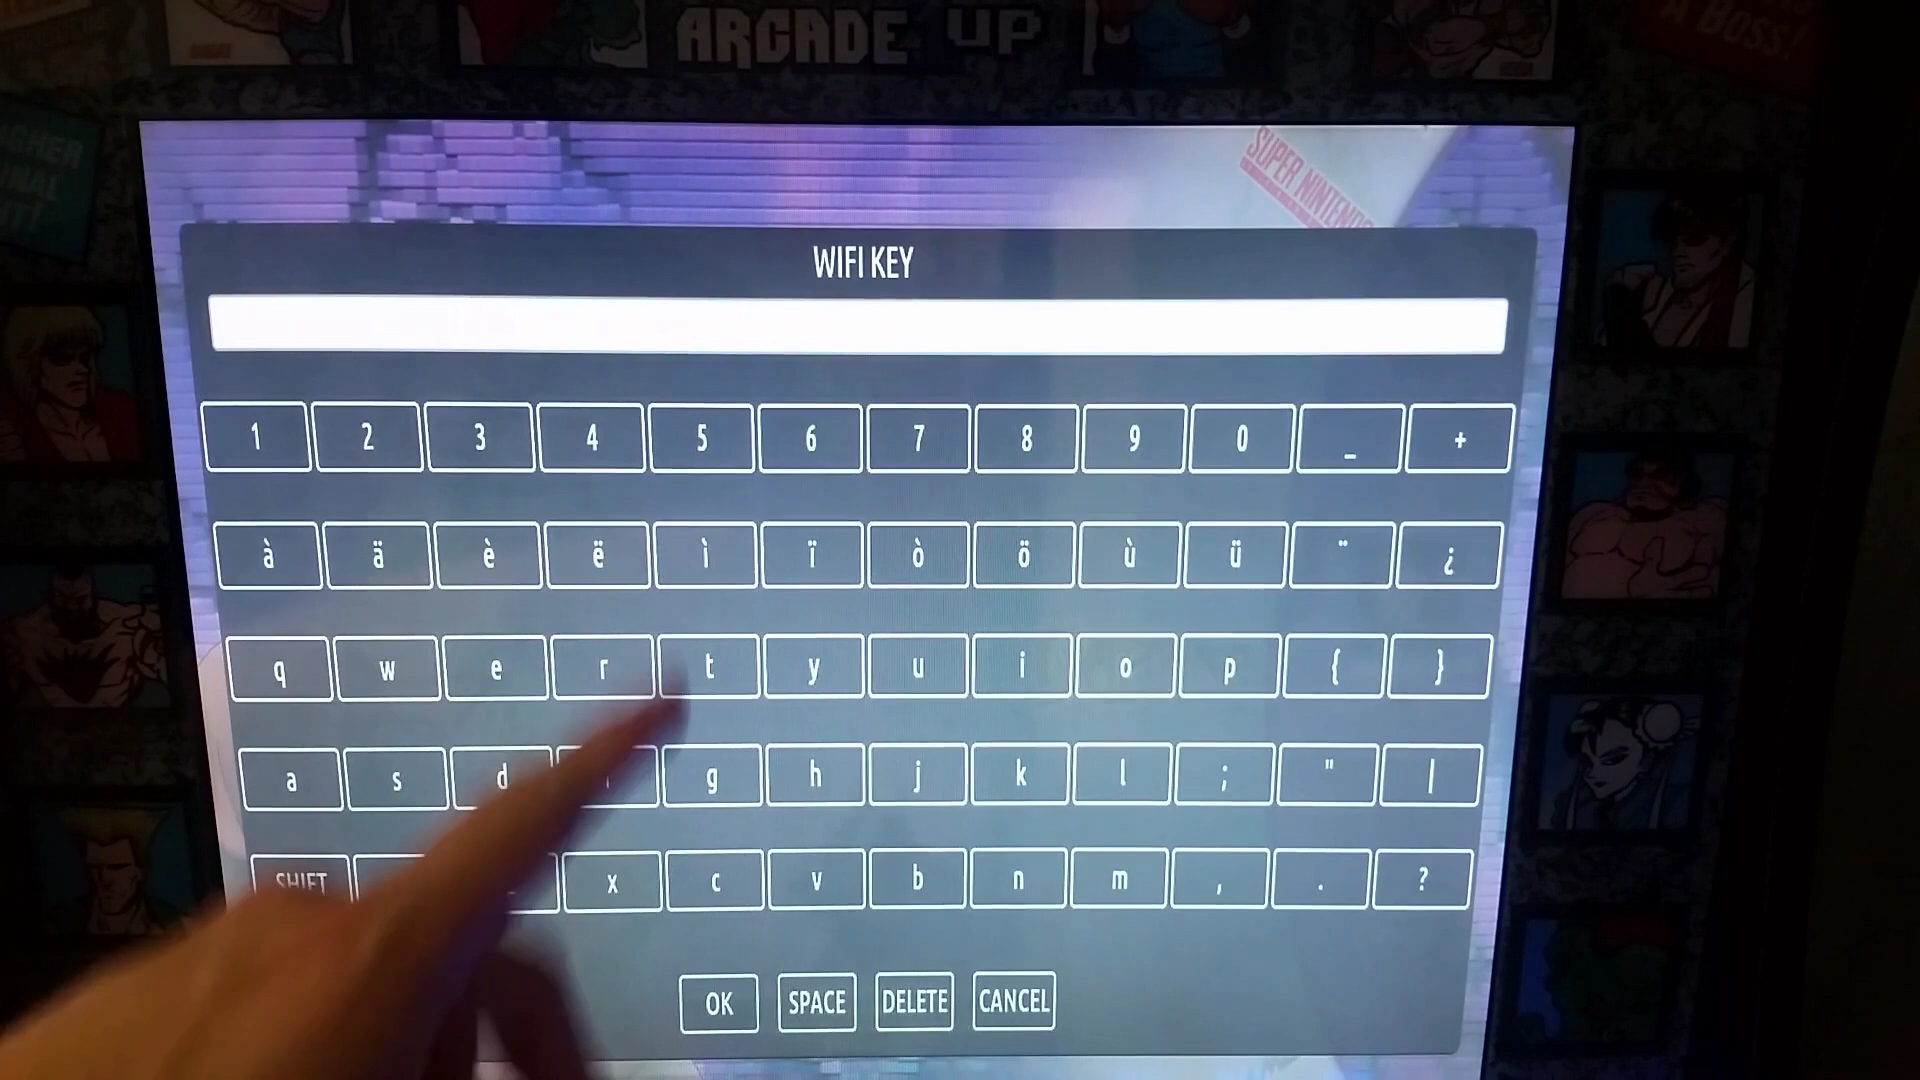 ARCADE UP
A BOSS!
SUPER NINTENDO
WIFI KEY
1 2 3 4 5 6 7 8 9 0 _ +
à ä è ë ì ï ò ö ù ü ¨ ¿
q w e r t y u i o p { }
a s d g h j k l ; " |
SHIFT x c v b n m , . ?
OK SPACE DELETE CANCEL